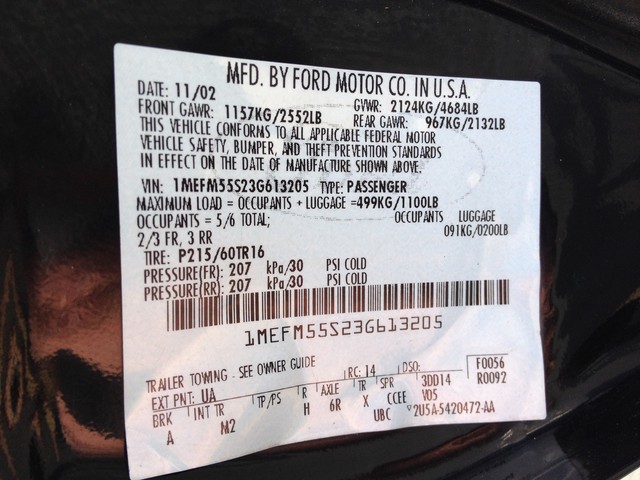 MFD. BY FORD MOTOR CO. IN U.S.A.
DATE: 11/02 GVWR: 2124KG/4684LB
FRONT GAWR: 1157KG/2552LB REAR GAWR: 967KG/2132LB
THIS VEHICLE CONFORMS TO ALL APPLICABLE FEDERAL MOTOR
VEHICLE SAFETY, BUMPER, AND THEFT PREVENTION STANDARDS
IN EFFECT ON THE DATE OF MANUFACTURE SHOWN ABOVE.
VIN: 1MEFM55S23G613205 TYPE: PASSENGER
MAXIMUM LOAD = OCCUPANTS + LUGGAGE =499KG/1100LB
OCCUPANTS = 5/6 TOTAL; OCCUPANTS LUGGAGE
2/3 FR, 3 RR 091KG/0200LB
TIRE: P215/60TR16
PRESSURE(FR) : 207 kPa/30 PSI COLD
PRESSURE(RR) : 207 kPa/30 PSI COLD
1MEFM55S23G613205
TRAILER TOWING - SEE OWNER GUIDE RC: 14 DSO: F0056
EXT PNT: UA R0092
BRK INT TR TP/PS R AXLE TR SPR 3DD14
A M2 H 6R X CCEE V05
UBC 2U5A-5420472-AA